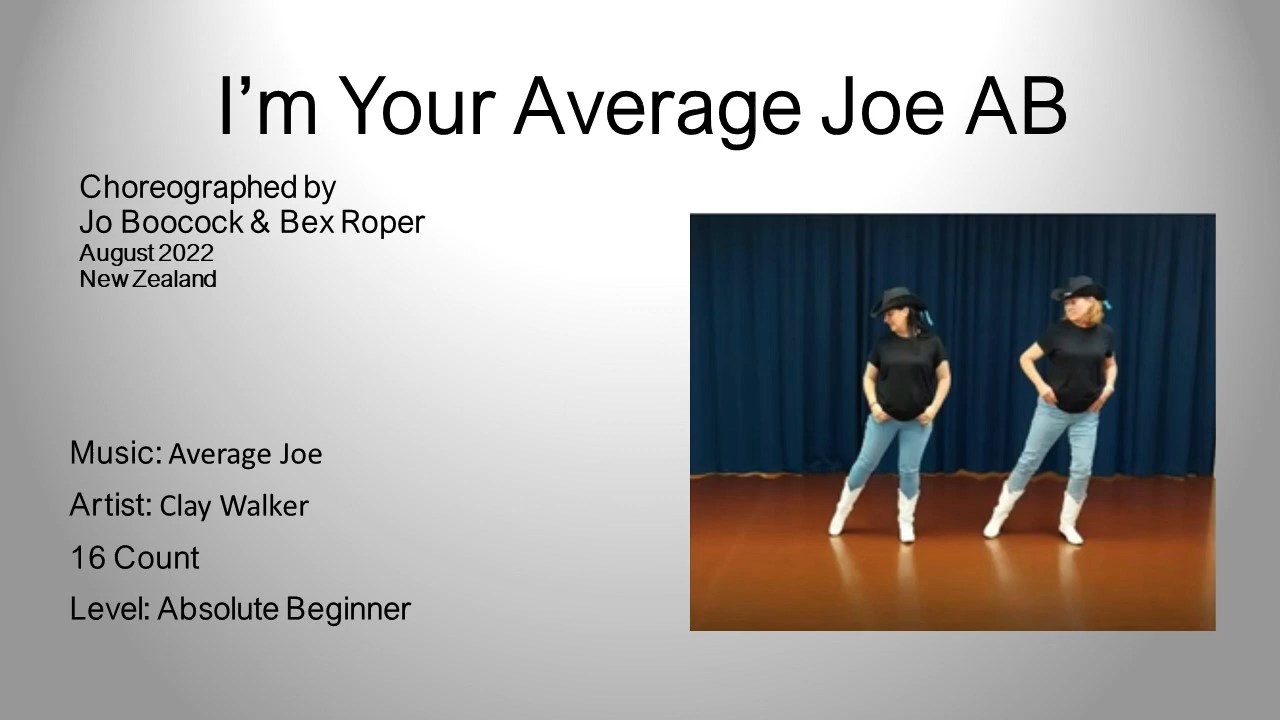 I’m Your Average Joe AB
Choreographed by
Jo Boocock & Bex Roper
August 2022
New Zealand
Music: Average Joe
Artist: Clay Walker
16 Count
Level: Absolute Beginner